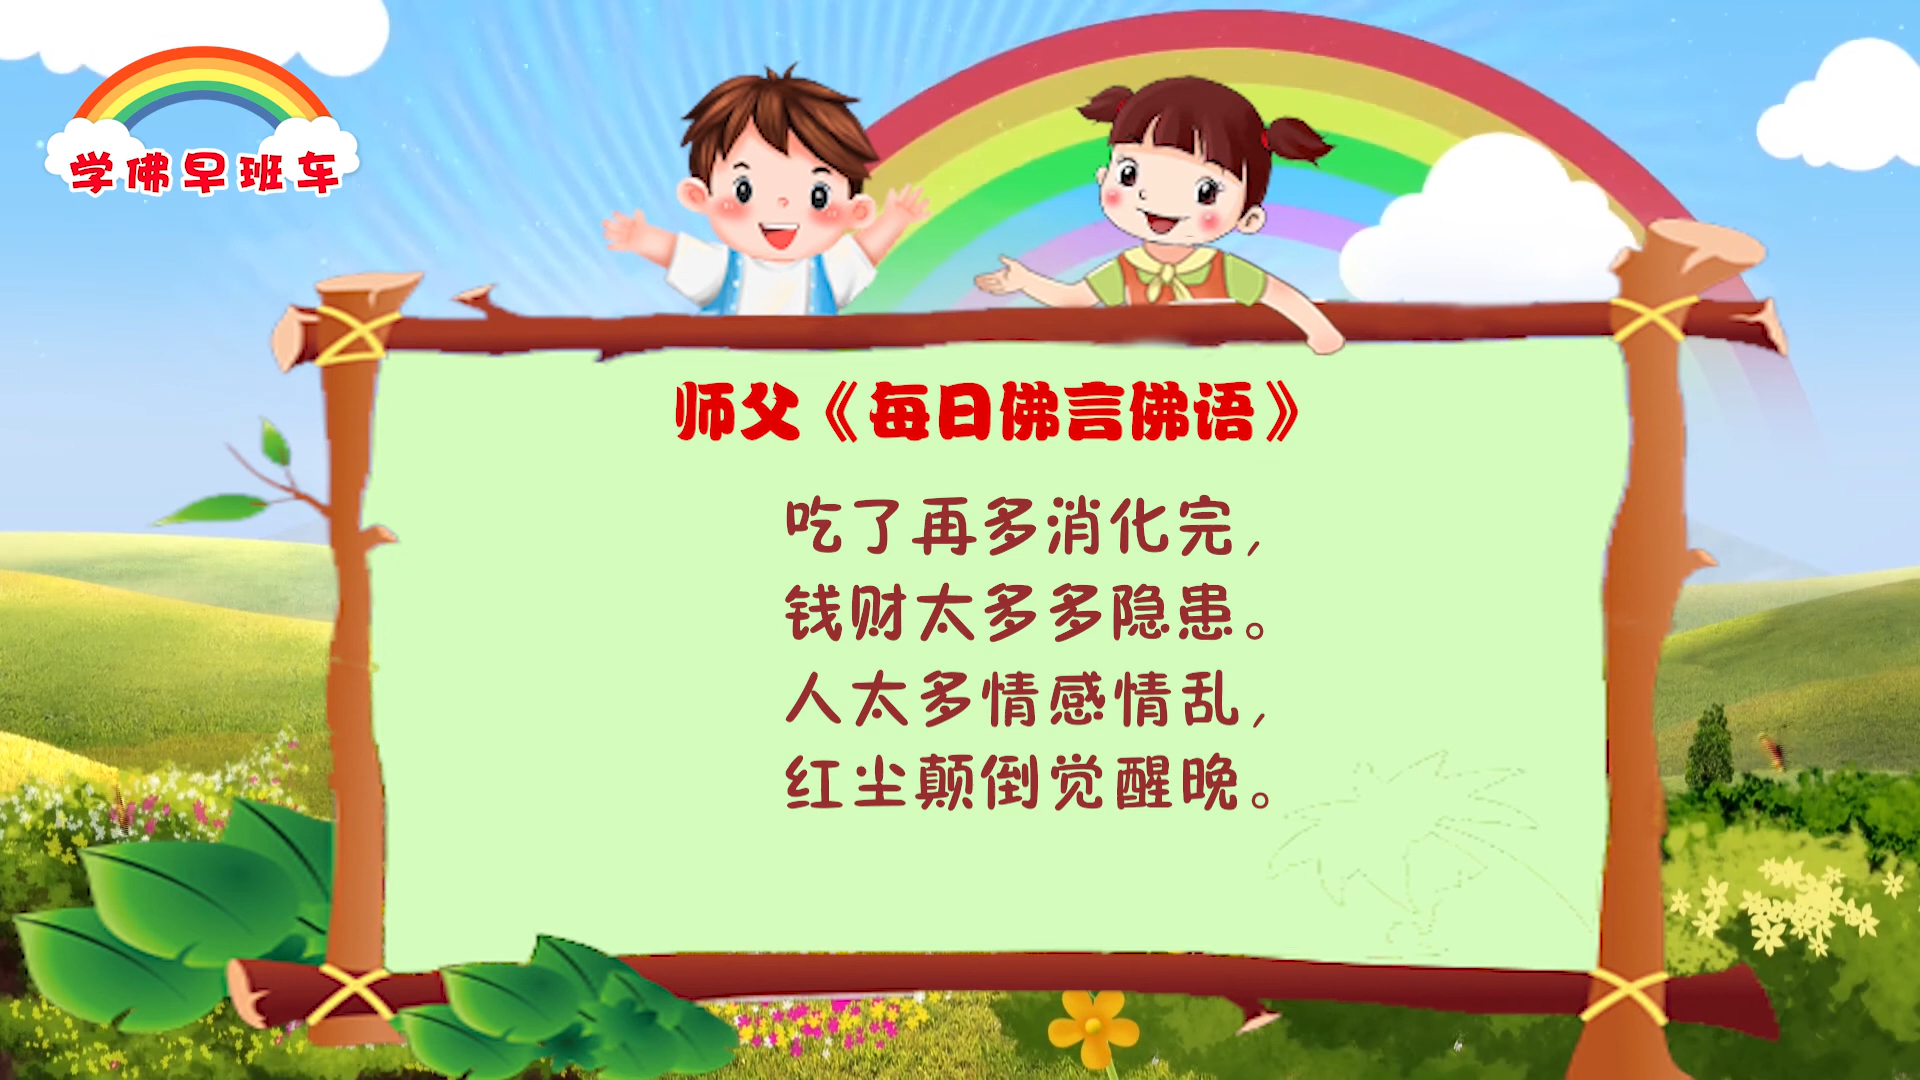 学佛早班车
师父《每日佛言佛语》
吃了再多消化完,
钱财太多多隐患。
人太多情感情乱,
红尘颠倒觉醒晚。